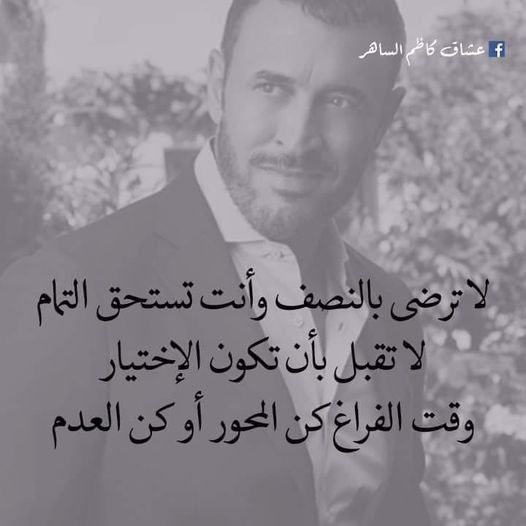 عشاق كاظم الساهر
لا ترضى بالنصف وأنت تستحق التمام
لا تقبل بأن تكون الإختيار
وقت الفراغ كن المحور أو كن العدم